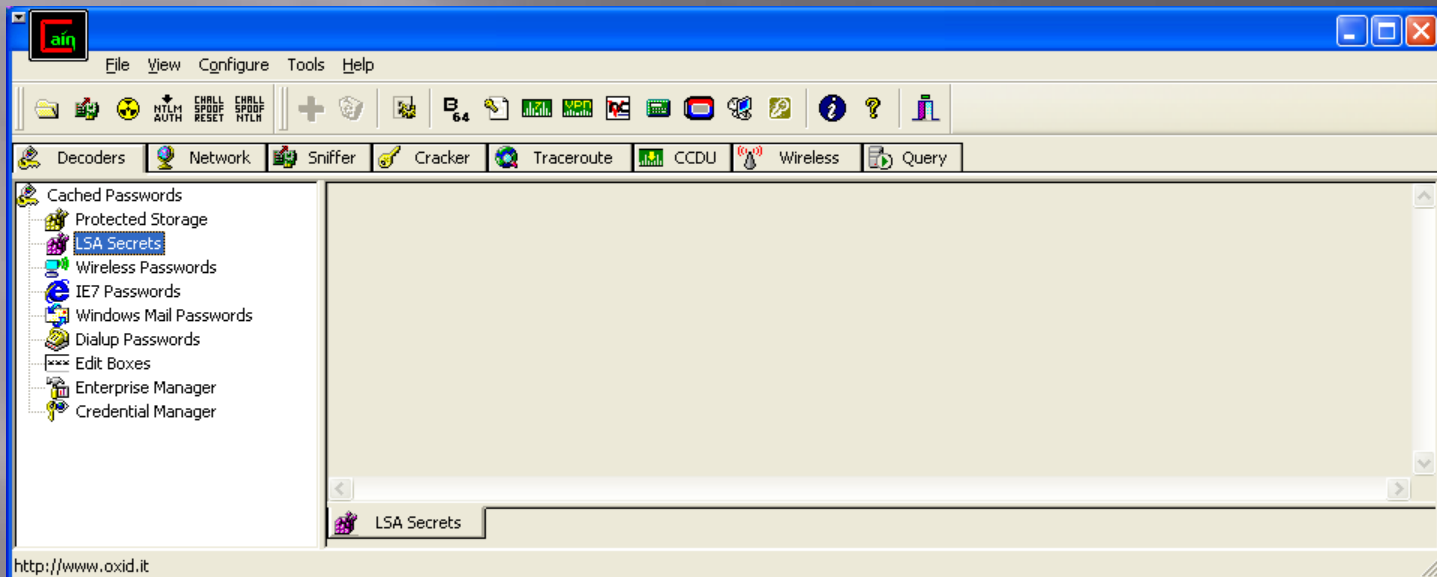 Cain
File View Configure Tools Help
NTLM AUTH CHALL SPOOF RESET CHALL SPOOF NTLM B64
Decoders Network Sniffer Cracker Traceroute CCDU Wireless Query
Cached Passwords
Protected Storage
LSA Secrets
Wireless Passwords
IE7 Passwords
Windows Mail Passwords
Dialup Passwords
Edit Boxes
Enterprise Manager
Credential Manager
LSA Secrets
http://www.oxid.it